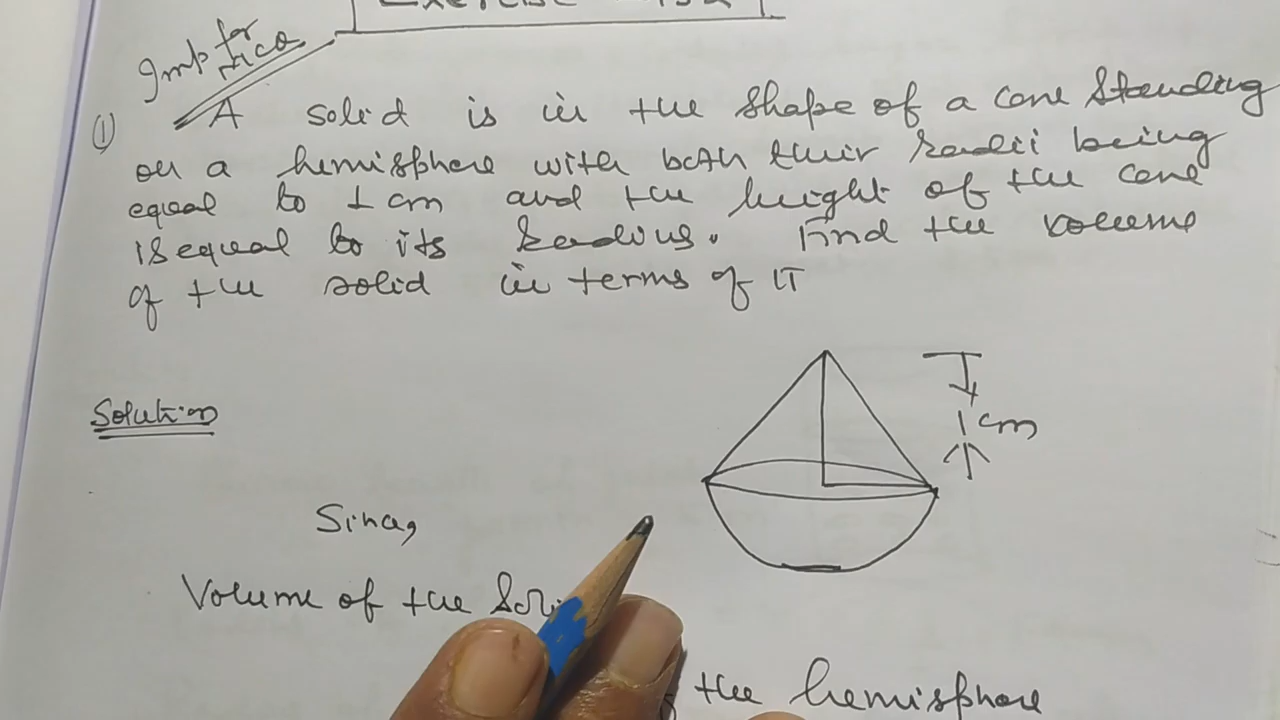 Imp for
(1) A solid is in the shape of a cone standing
on a hemisphere with both their radii being
equal to 1 cm and the height of the cone
is equal to its radius. Find the volume
of the solid in terms of π
Solution
1 cm
Since,
Volume of the
the hemisphere